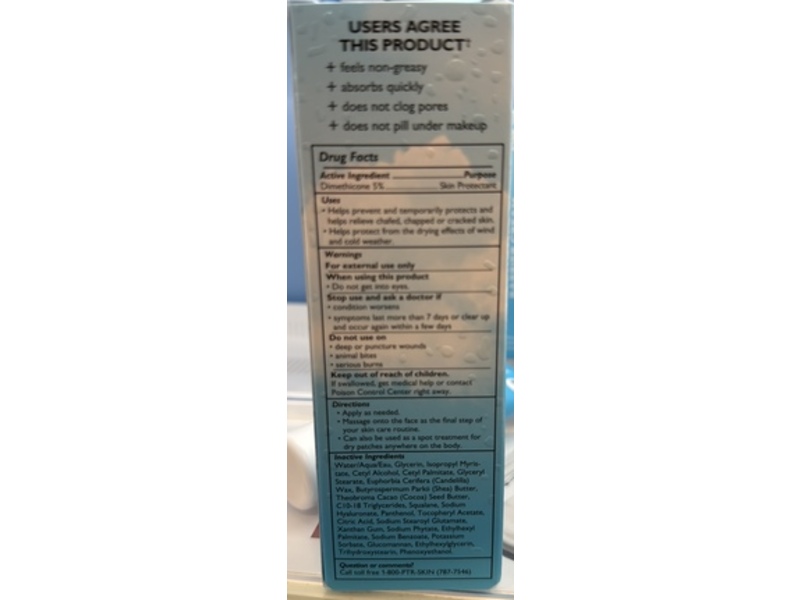 USERS AGREE
THIS PRODUCT†
+ feels non-greasy
+ absorbs quickly
+ does not clog pores
+ does not pill under makeup
Drug Facts
Active Ingredient Purpose
Dimethicone 5% Skin Protectant
Uses
• Helps prevent and temporarily protects and
helps relieve chafed, chapped or cracked skin.
• Helps protect from the drying effects of wind
and cold weather.
Warnings
For external use only
When using this product
• Do not get into eyes.
Stop use and ask a doctor if
• condition worsens
• symptoms last more than 7 days or clear up
and occur again within a few days
Do not use on
• deep or puncture wounds
• animal bites
• serious burns
Keep out of reach of children.
If swallowed, get medical help or contact
Poison Control Center right away.
Directions
• Apply as needed.
• Massage onto the face as the final step of
your skin care routine.
• Can also be used as a spot treatment for
dry patches anywhere on the body.
Inactive Ingredients
Water/Aqua/Eau, Glycerin, Isopropyl Myris-
tate, Cetyl Alcohol, Cetyl Palmitate, Glyceryl
Stearate, Euphorbia Cerifera (Candelilla)
Wax, Butyrospermum Parkii (Shea) Butter,
Theobroma Cacao (Cocoa) Seed Butter,
C10-18 Triglycerides, Squalane, Sodium
Hyaluronate, Panthenol, Tocopheryl Acetate,
Citric Acid, Sodium Stearoyl Glutamate,
Xanthan Gum, Sodium Phytate, Ethylhexyl
Palmitate, Sodium Benzoate, Potassium
Sorbate, Glucomannan, Ethylhexylglycerin,
Trihydroxystearin, Phenoxyethanol.
Question or comments?
Call toll free 1-800-PTR-SKIN (787-7546)